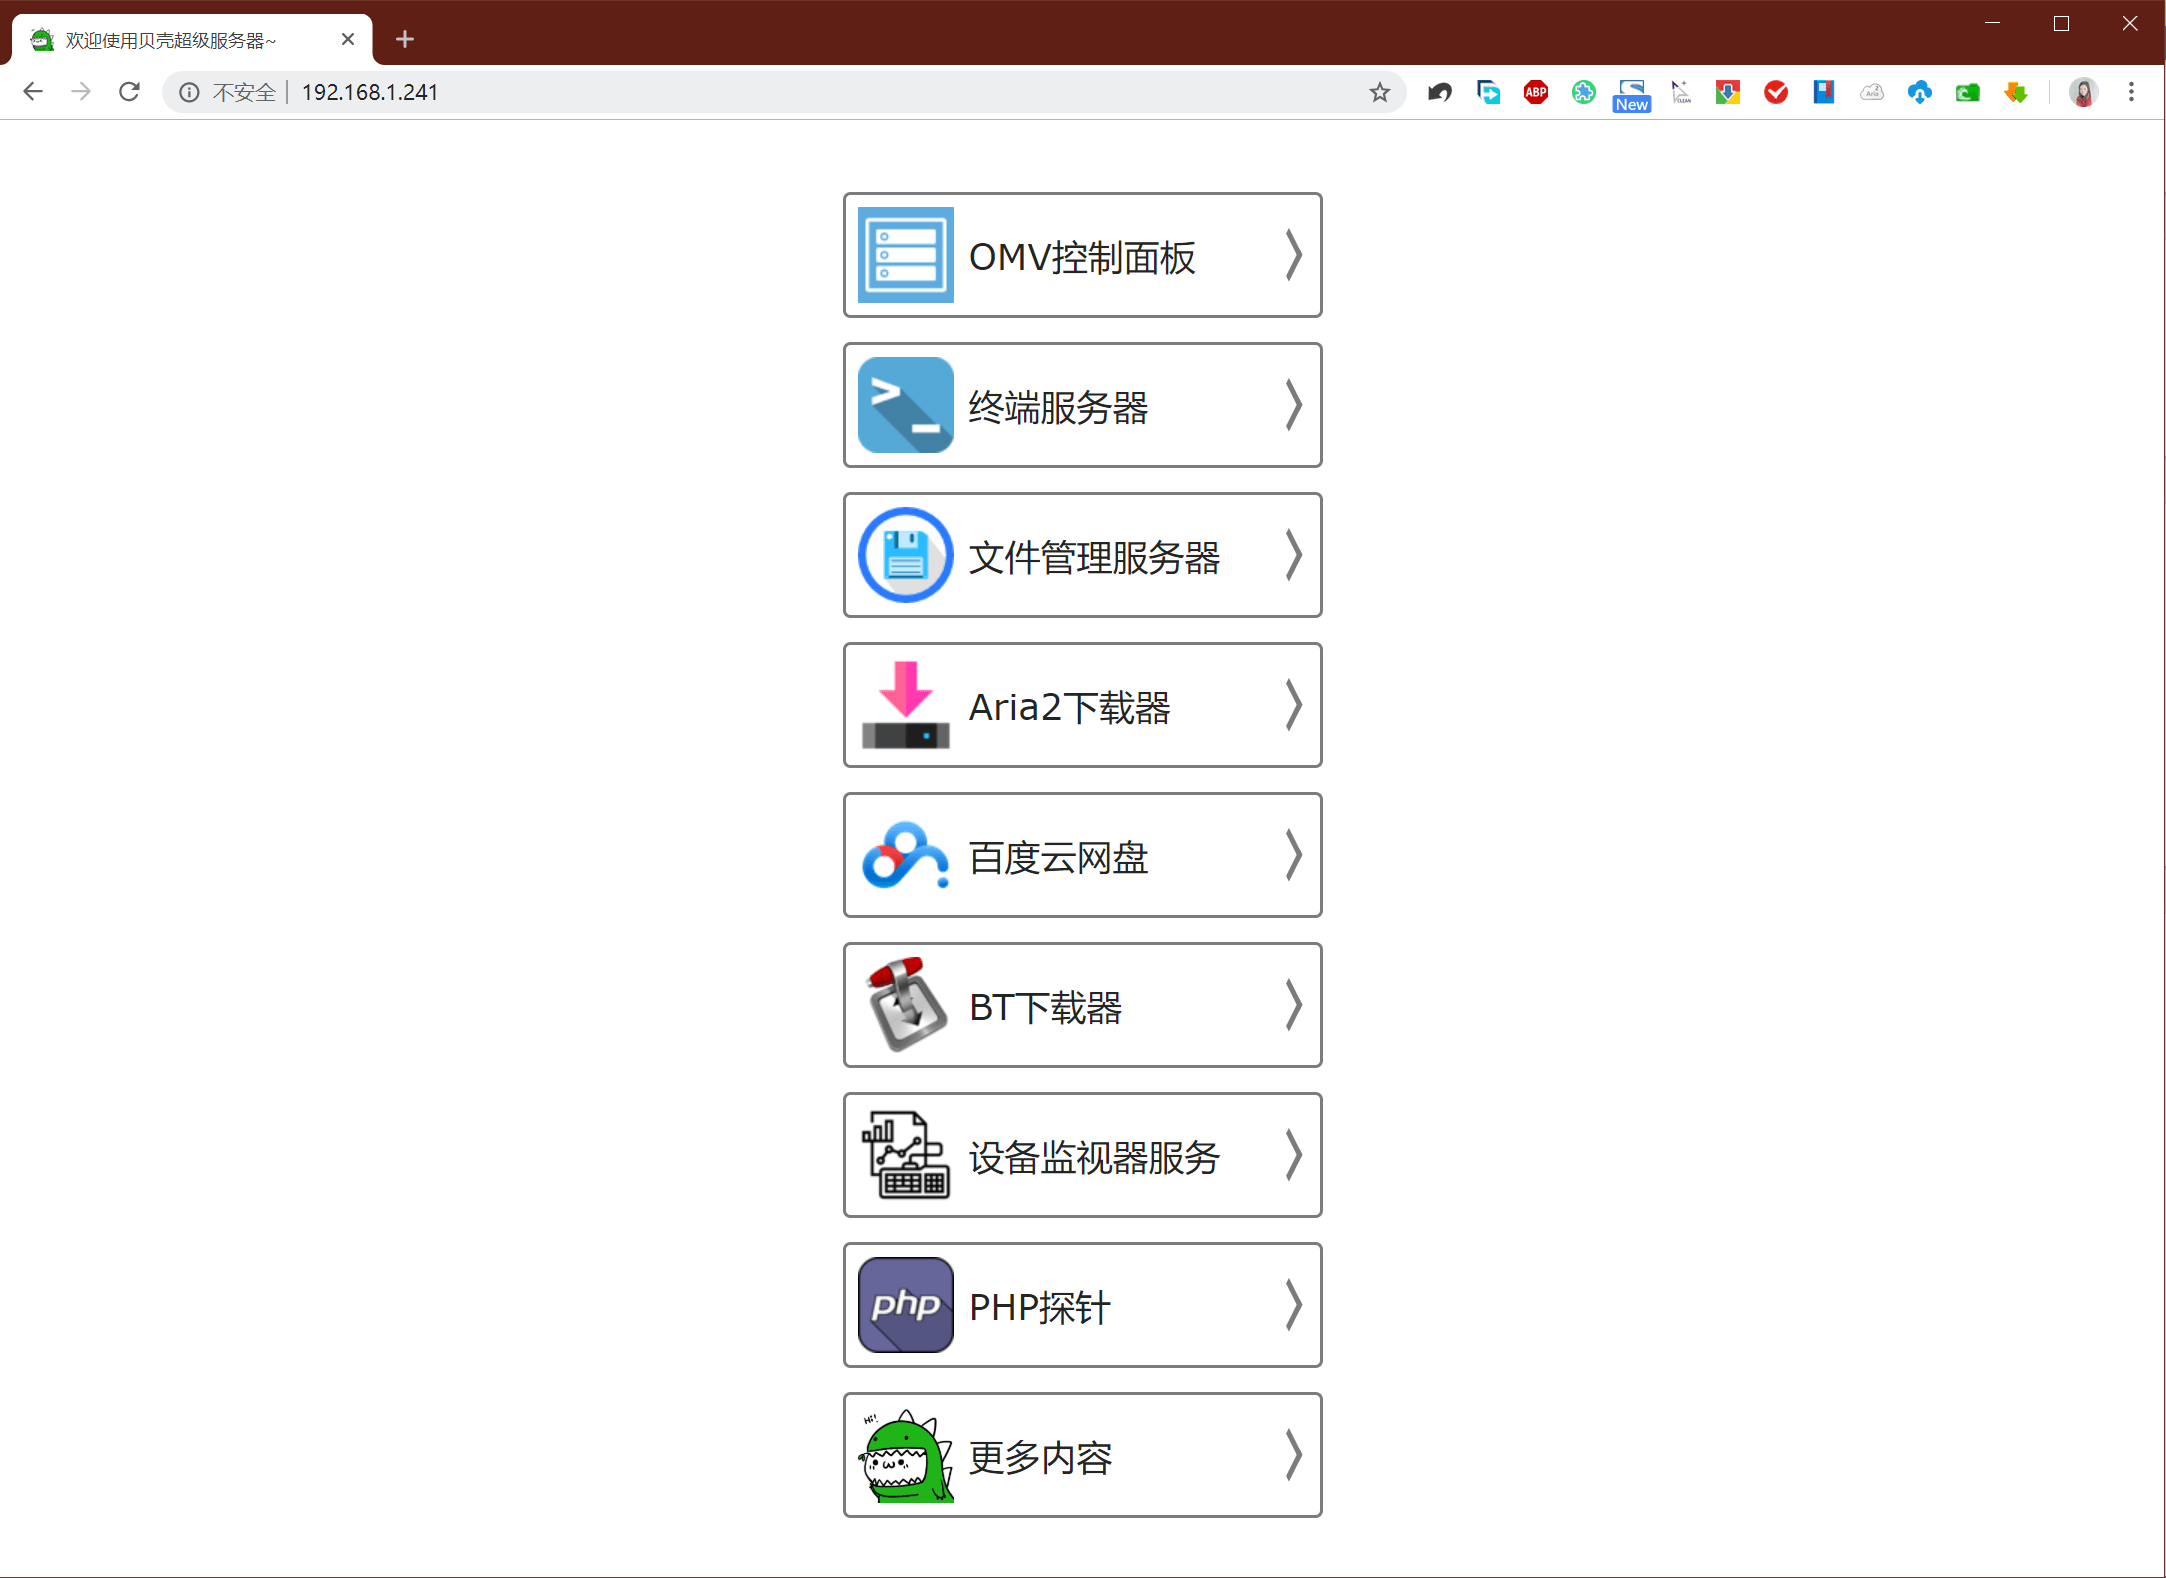 欢迎使用贝壳超级服务器~
不安全 192.168.1.241
ABP
New
CLEAN
Aria2
OMV控制面板
终端服务器
文件管理服务器
Aria2下载器
百度云网盘
BT下载器
设备监视器服务
php
PHP探针
Hi!
更多内容